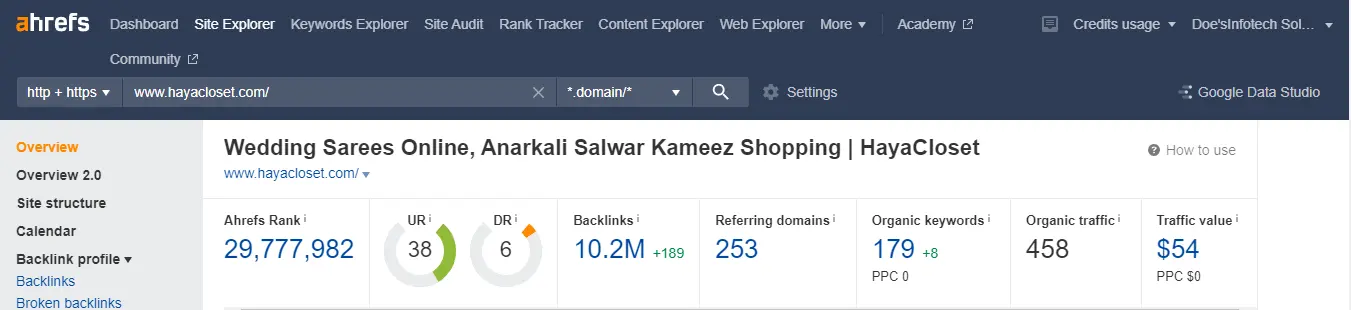 ahrefs Dashboard Site Explorer Keywords Explorer Site Audit Rank Tracker Content Explorer Web Explorer More Academy Credits usage Doe'sInfotech Sol...
Community
http + https www.hayacloset.com/ *.domain/* Settings Google Data Studio
Overview
Overview 2.0
Site structure
Calendar
Backlink profile
Backlinks
Broken backlinks
Wedding Sarees Online, Anarkali Salwar Kameez Shopping | HayaCloset
How to use
www.hayacloset.com/
Ahrefs Rank i
29,777,982
UR i
38
DR i
6
Backlinks i
10.2M +189
Referring domains i
253
Organic keywords i
179 +8
PPC 0
Organic traffic i
458
Traffic value i
$54
PPC $0